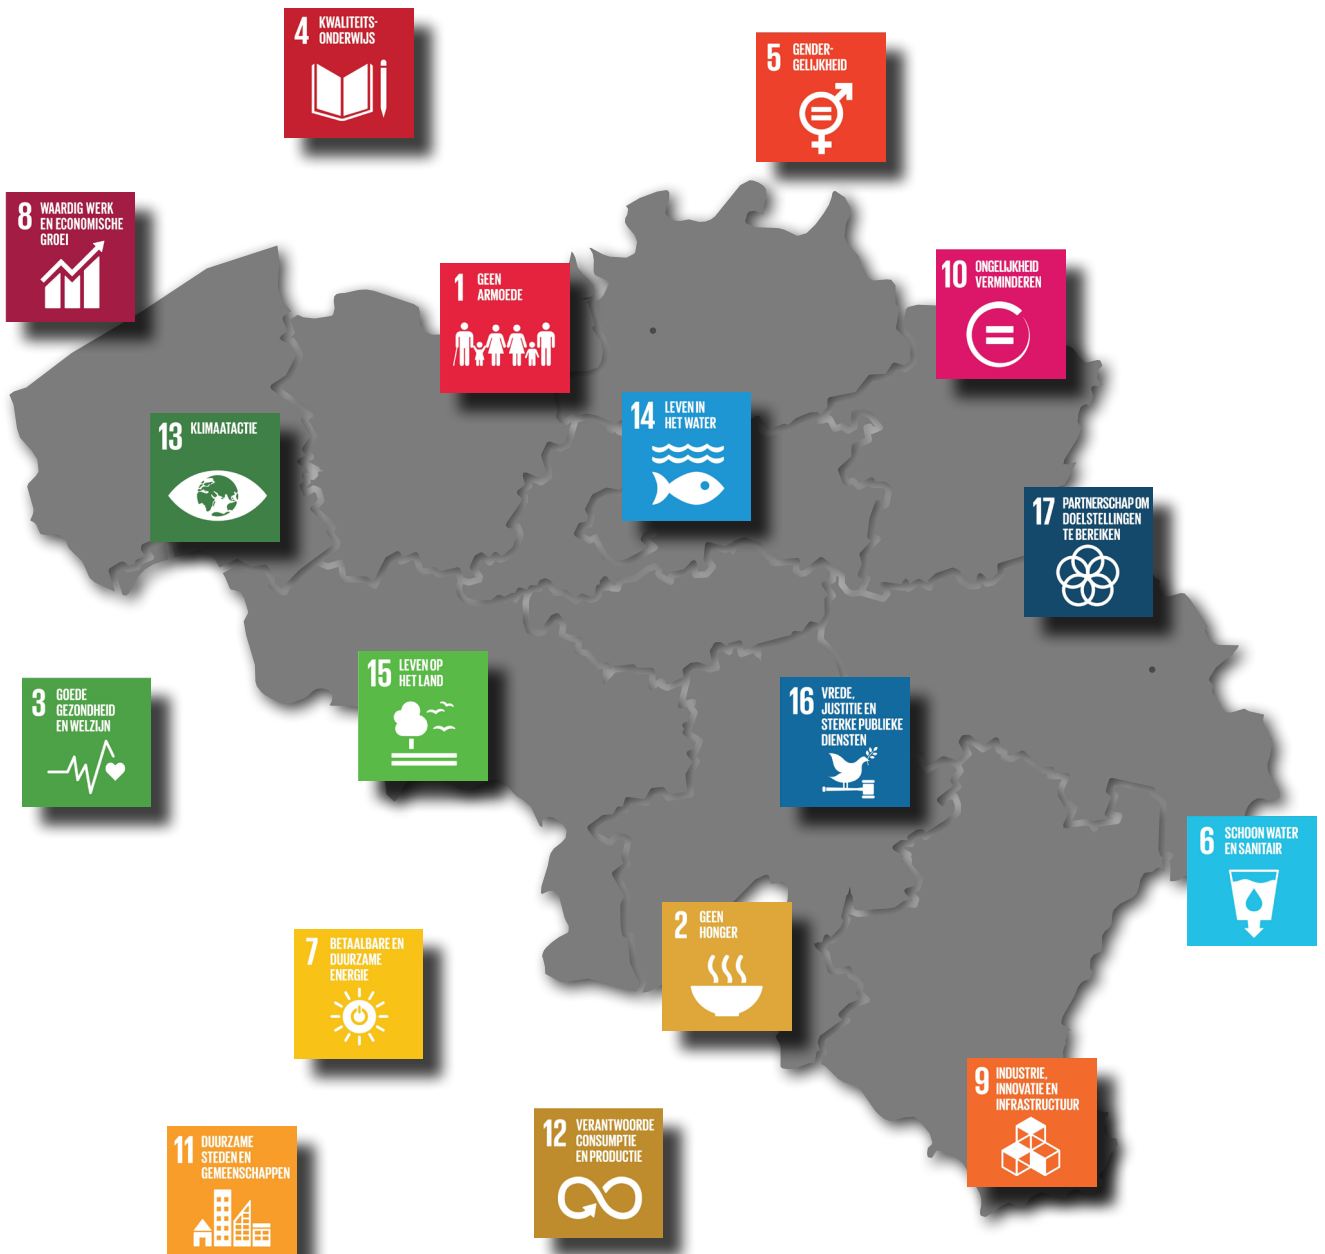 4 KWALITEITS-
ONDERWIJS
5 GENDER-
GELIJKHEID
8 WAARDIG WERK
EN ECONOMISCHE
GROEI
1 GEEN
ARMOEDE
10 ONGELIJKHEID
VERMINDEREN
13 KLIMAATACTIE
14 LEVEN IN
HET WATER
17 PARTNERSCHAP OM
DOELSTELLINGEN
TE BEREIKEN
15 LEVEN OP
HET LAND
3 GOEDE
GEZONDHEID
EN WELZIJN
16 VREDE,
JUSTITIE EN
STERKE PUBLIEKE
DIENSTEN
6 SCHOON WATER
EN SANITAIR
2 GEEN
HONGER
7 BETAALBARE EN
DUURZAME
ENERGIE
9 INDUSTRIE,
INNOVATIE EN
INFRASTRUCTUUR
11 DUURZAME
STEDEN EN
GEMEENSCHAPPEN
12 VERANTWOORDE
CONSUMPTIE
EN PRODUCTIE